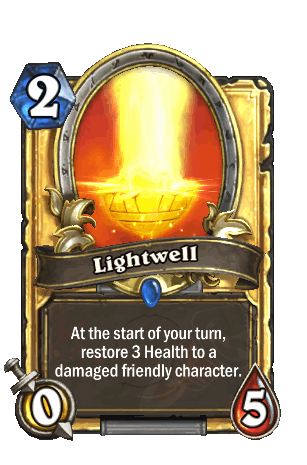 2
Lightwell
At the start of your turn,
restore 3 Health to a
damaged friendly character.
0
5